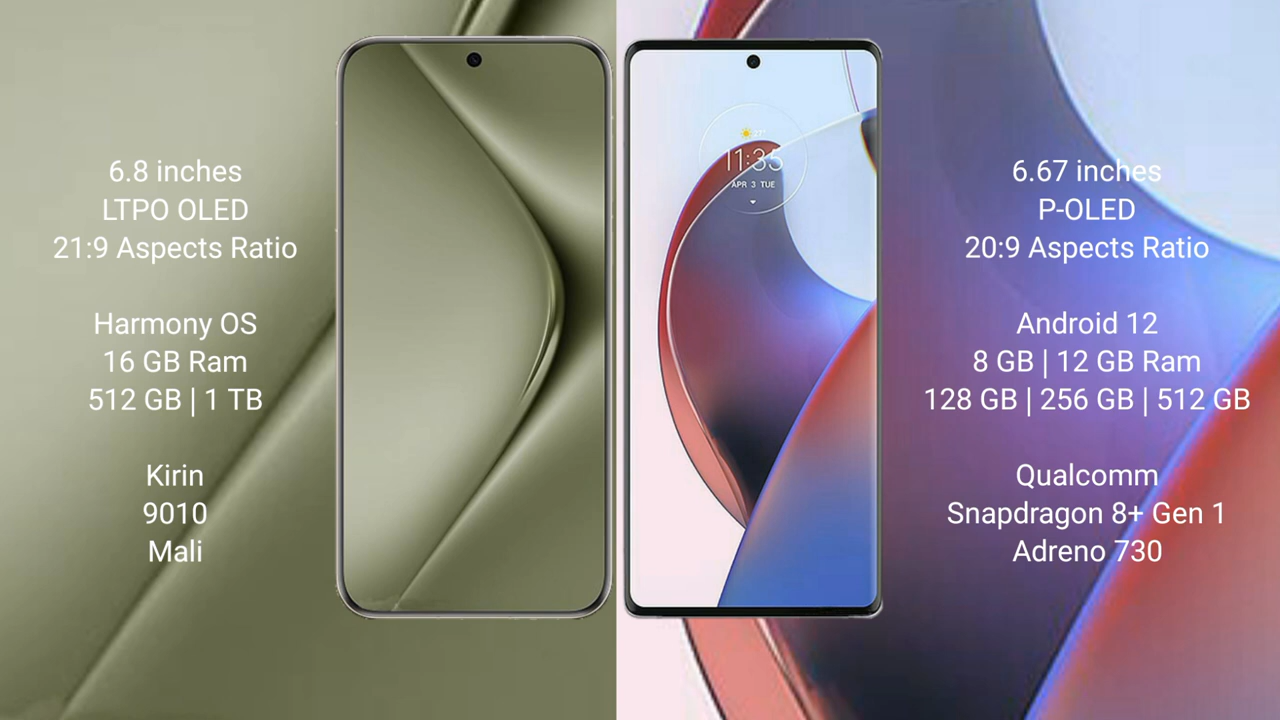 6.8 inches
LTPO OLED
21:9 Aspects Ratio
Harmony OS
16 GB Ram
512 GB | 1 TB
Kirin
9010
Mali
11:35
APR 3 TUE
6.67 inches
P-OLED
20:9 Aspects Ratio
Android 12
8 GB | 12 GB Ram
128 GB | 256 GB | 512 GB
Qualcomm
Snapdragon 8+ Gen 1
Adreno 730